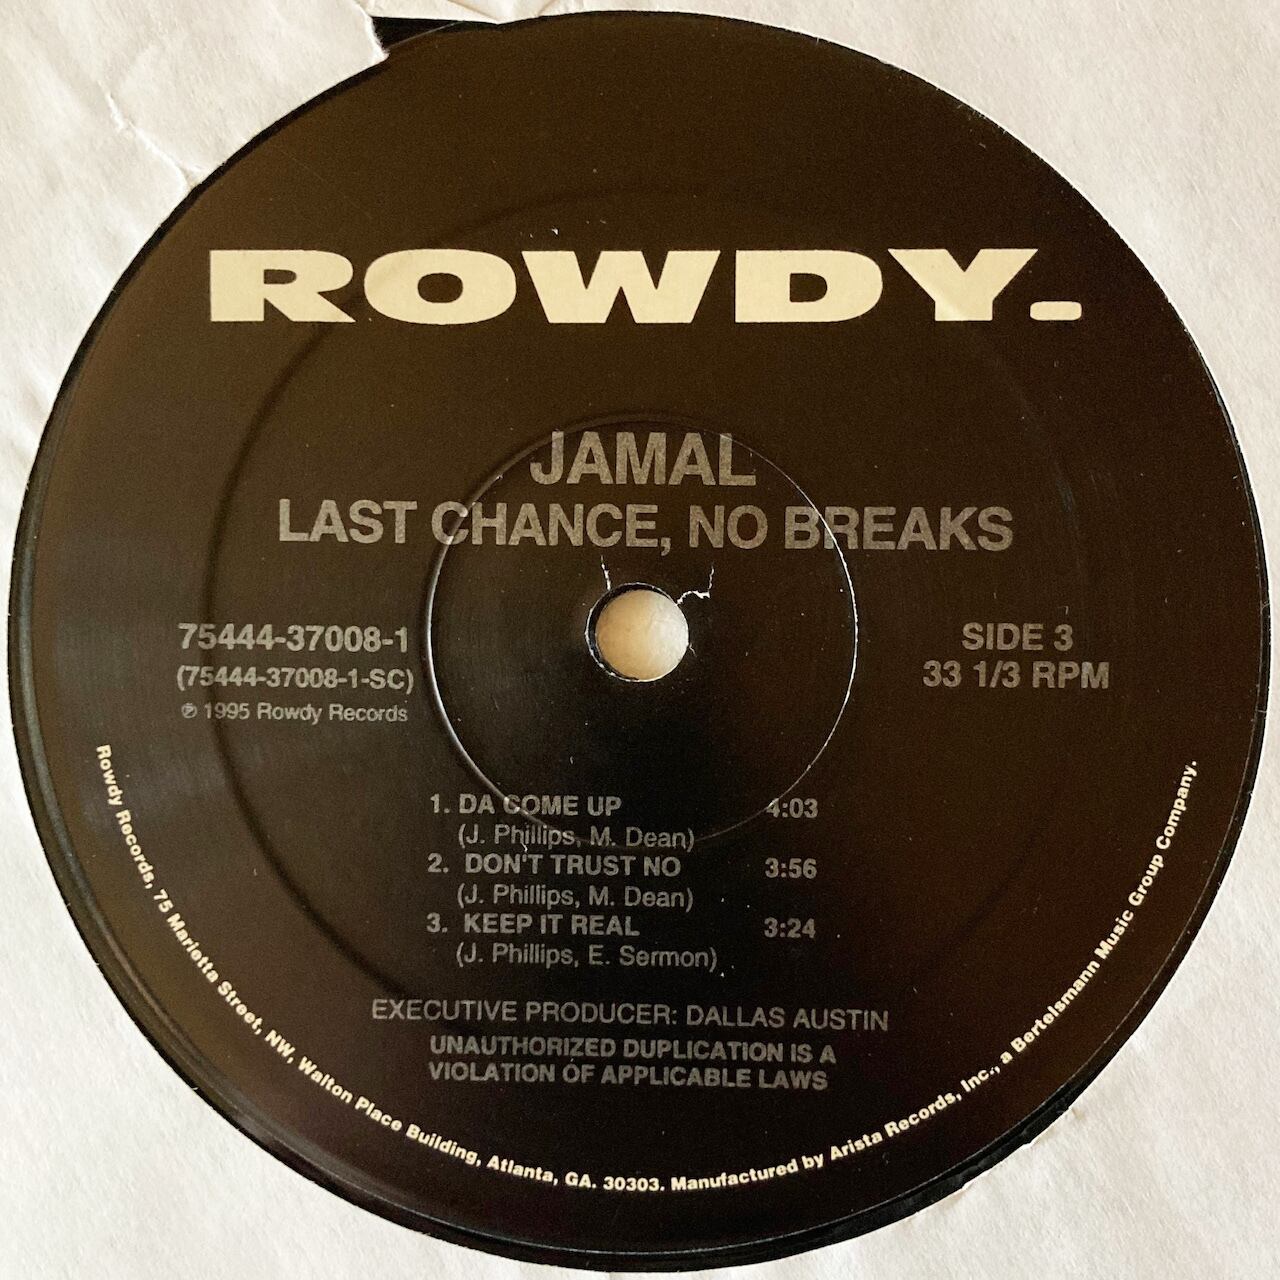 ROWDY.
JAMAL
LAST CHANCE, NO BREAKS
75444-37008-1
(75444-37008-1-SC)
℗ 1995 Rowdy Records
SIDE 3
33 1/3 RPM
1. DA COME UP 4:03
(J. Phillips, M. Dean)
2. DON'T TRUST NO 3:56
(J. Phillips, M. Dean)
3. KEEP IT REAL 3:24
(J. Phillips, E. Sermon)
EXECUTIVE PRODUCER: DALLAS AUSTIN
UNAUTHORIZED DUPLICATION IS A
VIOLATION OF APPLICABLE LAWS
Rowdy Records, 75 Marietta Street, NW, Walton Place Building, Atlanta, GA. 30303. Manufactured by Arista Records, Inc., a Bertelsmann Music Group Company.